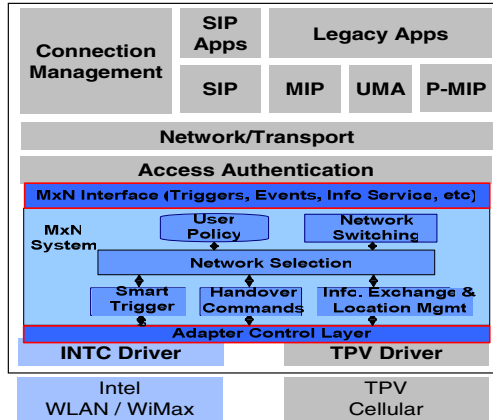 Connection
Management
SIP
Apps
Legacy Apps
SIP
MIP
UMA
P-MIP
Network/Transport
Access Authentication
MxN Interface (Triggers, Events, Info Service, etc)
MxN
System
User
Policy
Network
Switching
Network Selection
Smart
Trigger
s
Handover
Commands
Info. Exchange &
Location Mgmt
Adapter Control Layer
INTC Driver
TPV Driver
Intel
WLAN / WiMax
TPV
Cellular